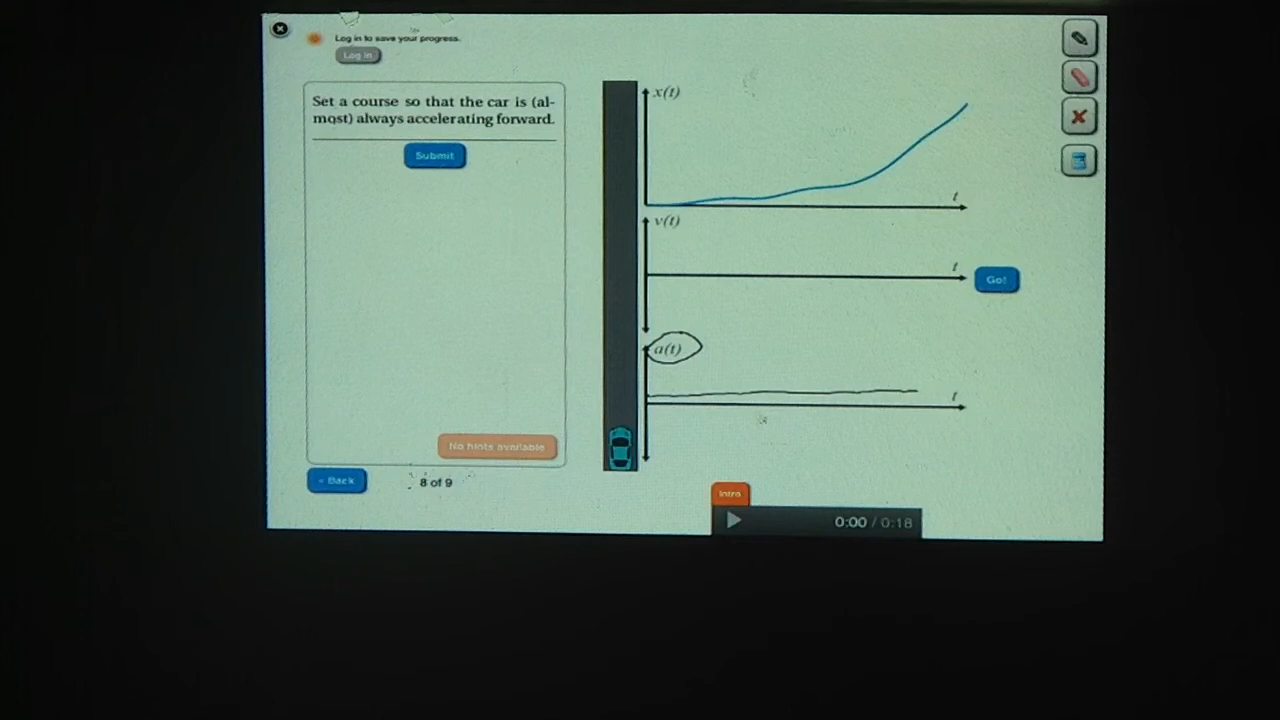 Log in to save your progress.
Log in
Set a course so that the car is (al-
most) always accelerating forward.
Submit
No hints available
< Back
8 of 9
x(t)
t
v(t)
t
Go!
a(t)
t
Intro
0:00 / 0:18